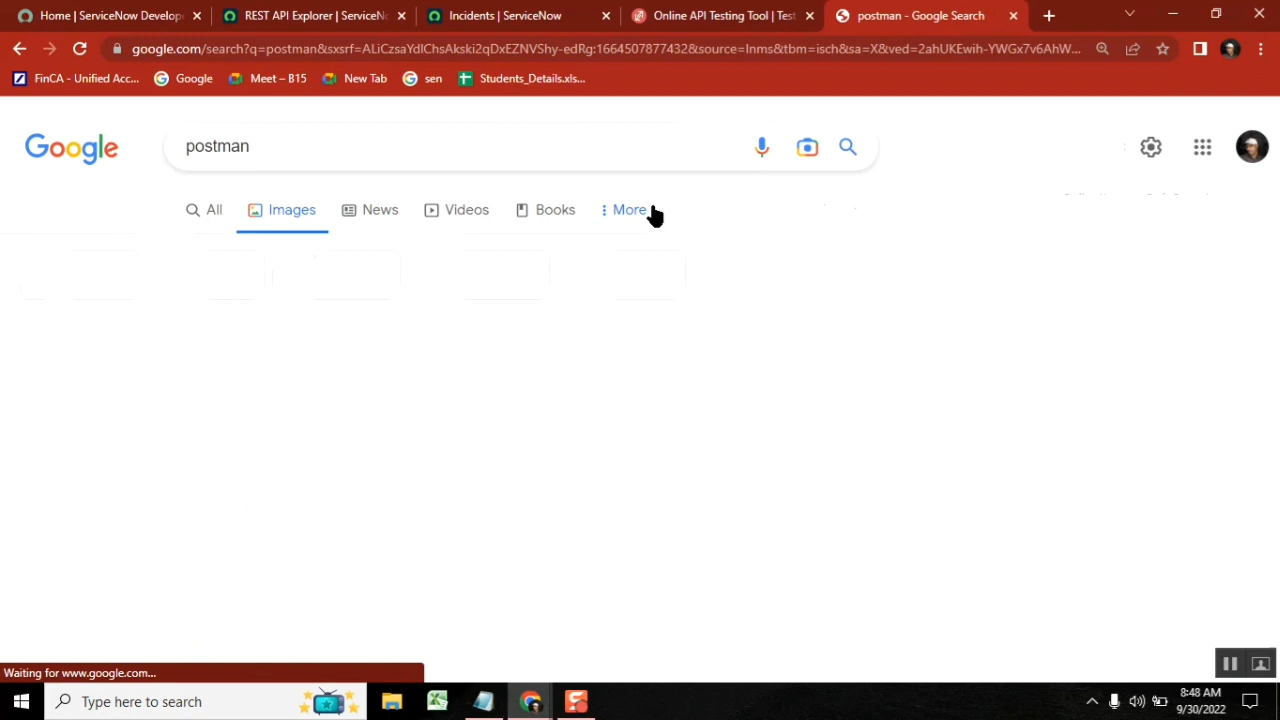 Home | ServiceNow Develope
REST API Explorer | ServiceNo
Incidents | ServiceNow
Online API Testing Tool | Test
postman - Google Search
google.com/search?q=postman&sxsrf=ALiCzsaYdIChsAkski2qDxEZNVShy-edRg:1664507877432&source=lnms&tbm=isch&sa=X&ved=2ahUKEwih-YWGx7v6AhW...
FinCA - Unified Acc...
Google
Meet – B15
New Tab
sen
Students_Details.xls...
Google
postman
All
Images
News
Videos
Books
More
Waiting for www.google.com...
Type here to search
8:48 AM
9/30/2022